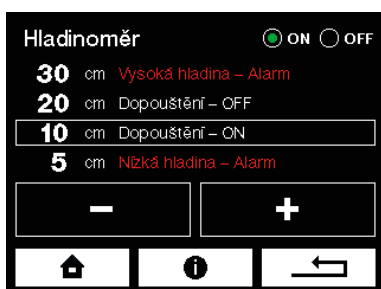 Hladinoměr ON OFF
30 cm Vysoká hladina – Alarm
20 cm Dopouštění – OFF
10 cm Dopouštění – ON
5 cm Nízká hladina – Alarm
− +